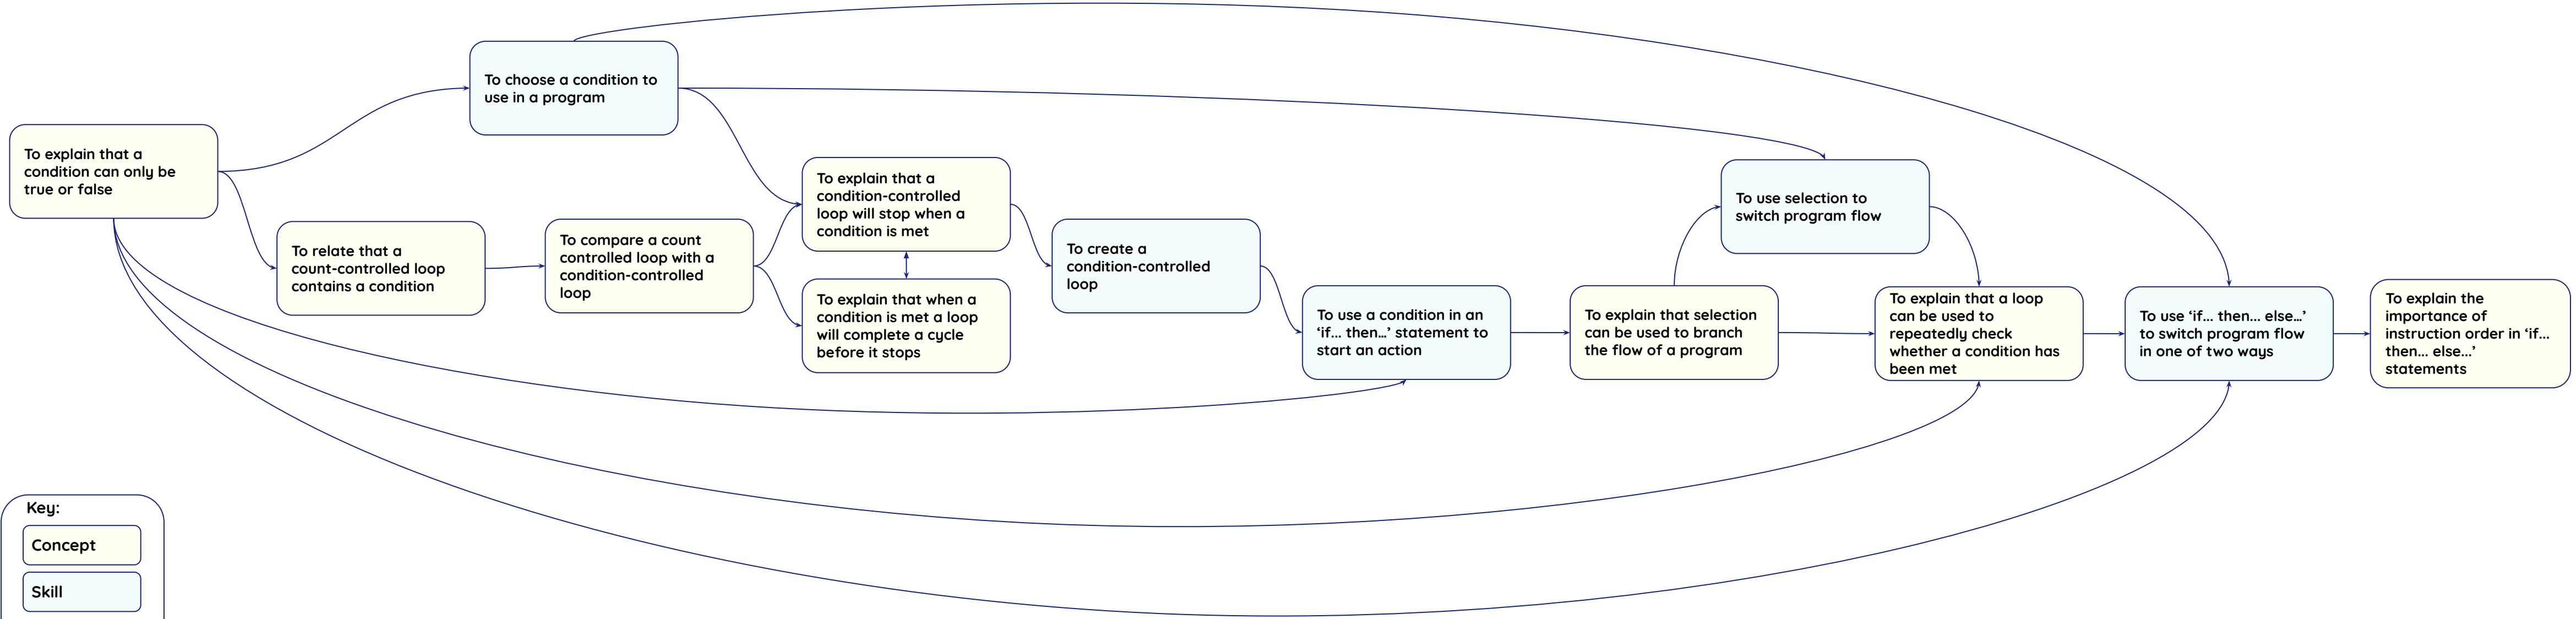 To choose a condition to
use in a program
To explain that a
condition can only be
true or false
To relate that a
count-controlled loop
contains a condition
To compare a count
controlled loop with a
condition-controlled
loop
To explain that a
condition-controlled
loop will stop when a
condition is met
To explain that when a
condition is met a loop
will complete a cycle
before it stops
To create a
condition-controlled
loop
To use a condition in an
‘if... then...’ statement to
start an action
To explain that selection
can be used to branch
the flow of a program
To use selection to
switch program flow
To explain that a loop
can be used to
repeatedly check
whether a condition has
been met
To use ‘if... then... else...’
to switch program flow
in one of two ways
To explain the
importance of
instruction order in ‘if...
then... else...’
statements
Key:
Concept
Skill